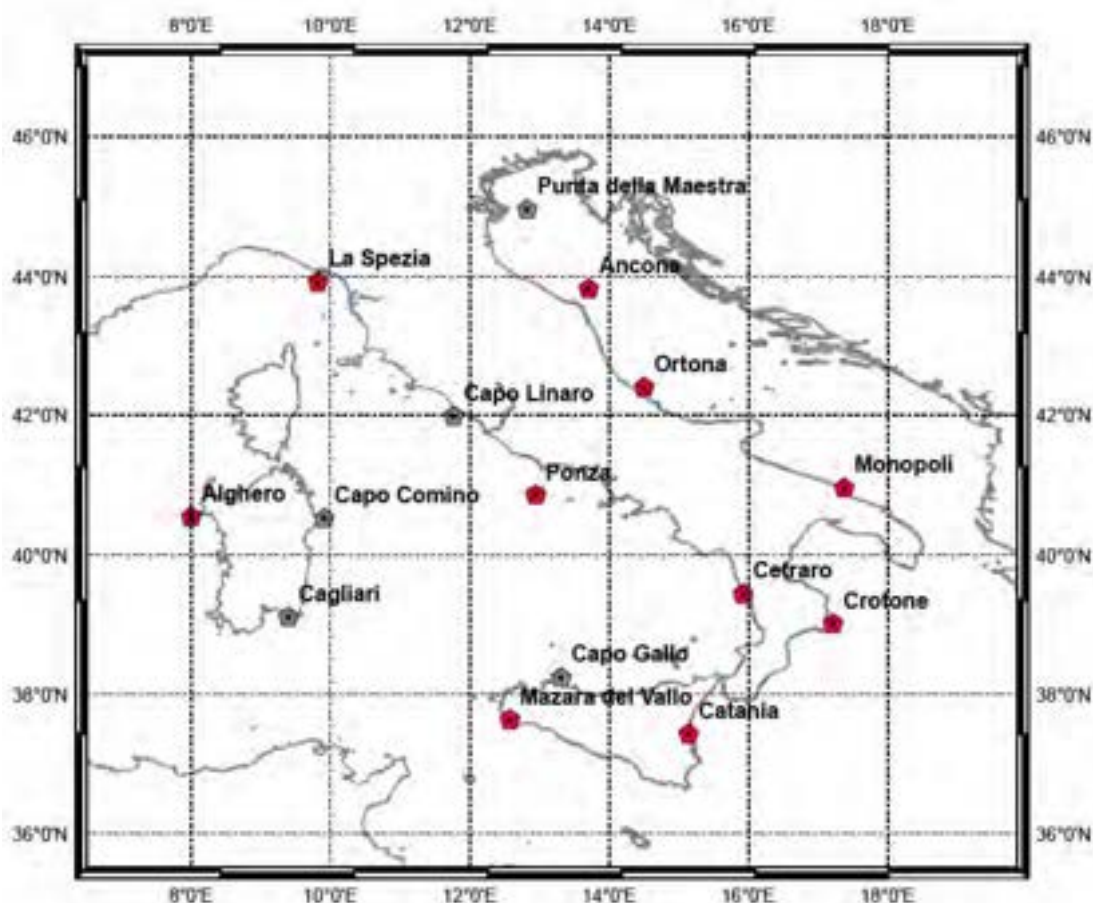 8°0'E 10°0'E 12°0'E 14°0'E 16°0'E 18°0'E
46°0'N 46°0'N
Punta della Maestra
La Spezia
Ancona
44°0'N 44°0'N
Ortona
Capo Linaro
42°0'N 42°0'N
Ponza
Monopoli
Alghero
Capo Comino
40°0'N 40°0'N
Cetraro
Cagliari
Crotone
Capo Gallo
38°0'N 38°0'N
Mazara del Vallo
Catania
36°0'N 36°0'N
8°0'E 10°0'E 12°0'E 14°0'E 16°0'E 18°0'E